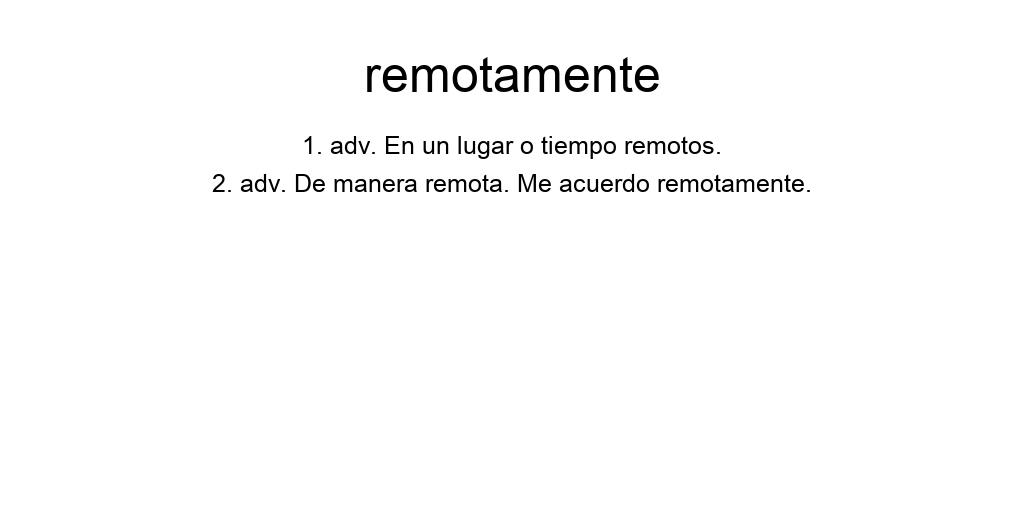 remotamente
1. adv. En un lugar o tiempo remotos.
2. adv. De manera remota. Me acuerdo remotamente.